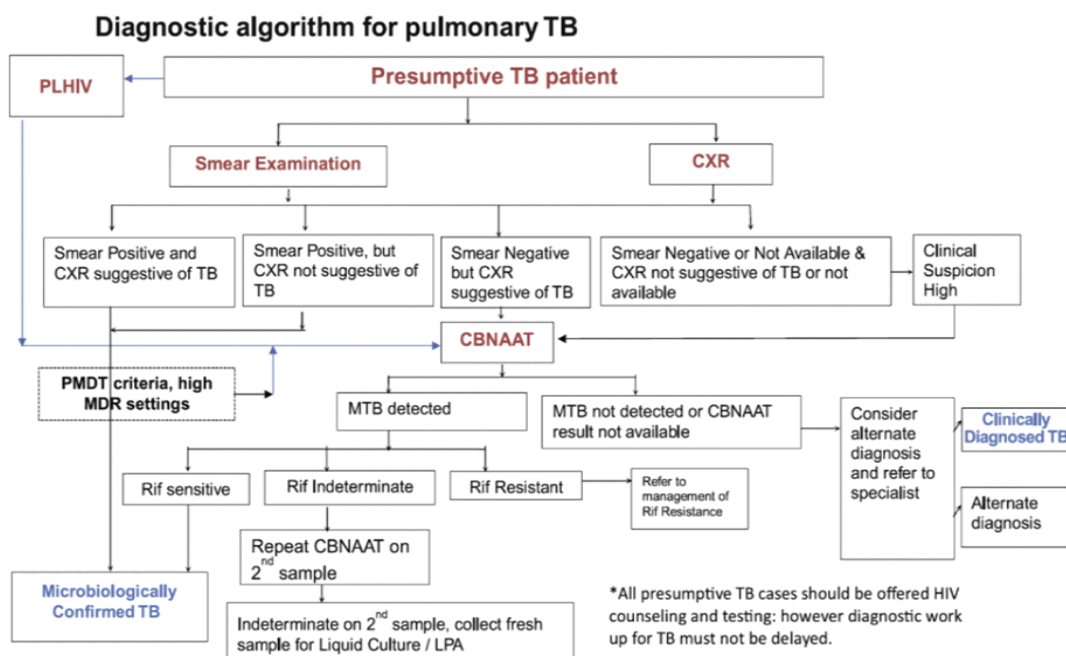 Diagnostic algorithm for pulmonary TB
PLHIV
Presumptive TB patient
Smear Examination
CXR
Smear Positive and
CXR suggestive of TB
Smear Positive, but
CXR not suggestive of
TB
Smear Negative
but CXR
suggestive of TB
Smear Negative or Not Available &
CXR not suggestive of TB or not
available
Clinical
Suspicion
High
CBNAAT
PMDT criteria, high
MDR settings
MTB detected
MTB not detected or CBNAAT
result not available
Consider
alternate
diagnosis
and refer to
specialist
Clinically
Diagnosed TB
Alternate
diagnosis
Rif sensitive
Rif Indeterminate
Rif Resistant
Refer to
management of
Rif Resistance
Repeat CBNAAT on
2nd sample
Microbiologically
Confirmed TB
Indeterminate on 2nd sample, collect fresh
sample for Liquid Culture / LPA
*All presumptive TB cases should be offered HIV
counseling and testing: however diagnostic work
up for TB must not be delayed.